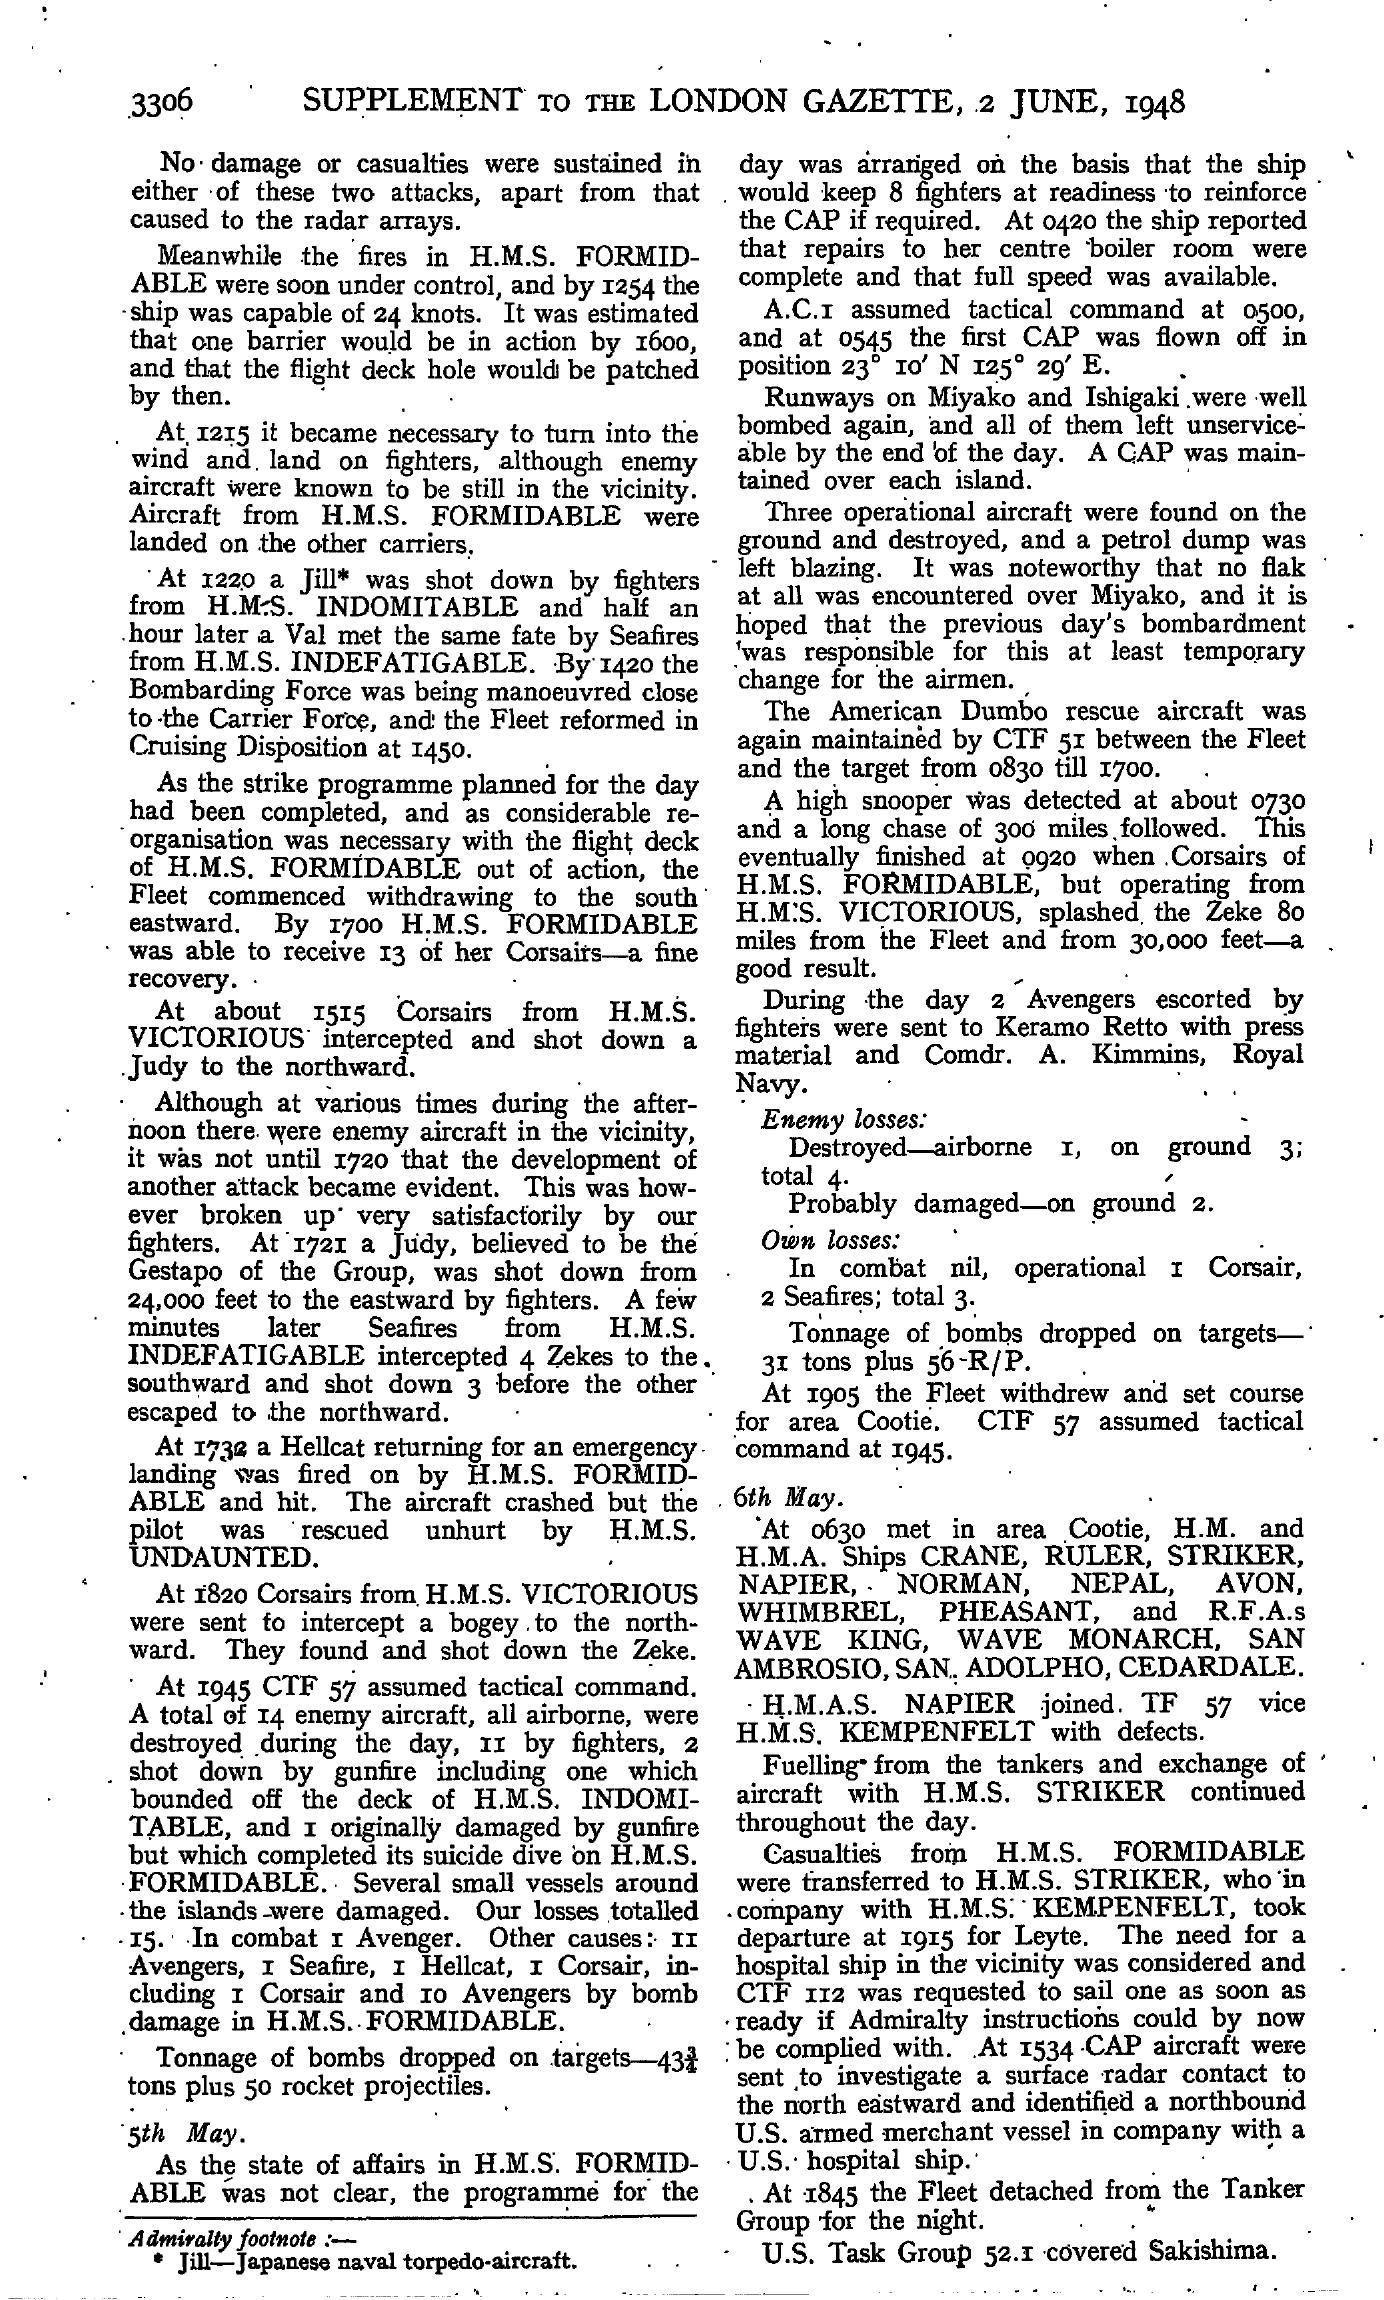 3306 SUPPLEMENT TO THE LONDON GAZETTE, 2 JUNE, 1948
No damage or casualties were sustained in
either of these two attacks, apart from that
caused to the radar arrays.
Meanwhile the fires in H.M.S. FORMID-
ABLE were soon under control, and by 1254 the
ship was capable of 24 knots. It was estimated
that one barrier would be in action by 1600,
and that the flight deck hole would be patched
by then.
At 1215 it became necessary to turn into the
wind and land on fighters, although enemy
aircraft were known to be still in the vicinity.
Aircraft from H.M.S. FORMIDABLE were
landed on the other carriers.
At 1220 a Jill* was shot down by fighters
from H.M.S. INDOMITABLE and half an
hour later a Val met the same fate by Seafires
from H.M.S. INDEFATIGABLE. By 1420 the
Bombarding Force was being manoeuvred close
to the Carrier Force, and the Fleet reformed in
Cruising Disposition at 1450.
As the strike programme planned for the day
had been completed, and as considerable re-
organisation was necessary with the flight deck
of H.M.S. FORMIDABLE out of action, the
Fleet commenced withdrawing to the south
eastward. By 1700 H.M.S. FORMIDABLE
was able to receive 13 of her Corsairs—a fine
recovery.
At about 1515 Corsairs from H.M.S.
VICTORIOUS intercepted and shot down a
Judy to the northward.
Although at various times during the after-
noon there were enemy aircraft in the vicinity,
it was not until 1720 that the development of
another attack became evident. This was how-
ever broken up very satisfactorily by our
fighters. At 1721 a Judy, believed to be the
Gestapo of the Group, was shot down from
24,000 feet to the eastward by fighters. A few
minutes later Seafires from H.M.S.
INDEFATIGABLE intercepted 4 Zekes to the
southward and shot down 3 before the other
escaped to the northward.
At 1732 a Hellcat returning for an emergency
landing was fired on by H.M.S. FORMID-
ABLE and hit. The aircraft crashed but the
pilot was rescued unhurt by H.M.S.
UNDAUNTED.
At 1820 Corsairs from H.M.S. VICTORIOUS
were sent to intercept a bogey to the north-
ward. They found and shot down the Zeke.
At 1945 CTF 57 assumed tactical command.
A total of 14 enemy aircraft, all airborne, were
destroyed during the day, 11 by fighters, 2
shot down by gunfire including one which
bounded off the deck of H.M.S. INDOMI-
TABLE, and 1 originally damaged by gunfire
but which completed its suicide dive on H.M.S.
FORMIDABLE. Several small vessels around
the islands were damaged. Our losses totalled
15. In combat 1 Avenger. Other causes: 11
Avengers, 1 Seafire, 1 Hellcat, 1 Corsair, in-
cluding 1 Corsair and 10 Avengers by bomb
damage in H.M.S. FORMIDABLE.
Tonnage of bombs dropped on targets—43¾
tons plus 50 rocket projectiles.
5th May.
As the state of affairs in H.M.S. FORMID-
ABLE was not clear, the programme for the
Admiralty footnote :—
* Jill—Japanese naval torpedo-aircraft.
day was arranged on the basis that the ship
would keep 8 fighters at readiness to reinforce
the CAP if required. At 0420 the ship reported
that repairs to her centre boiler room were
complete and that full speed was available.
A.C.1 assumed tactical command at 0500,
and at 0545 the first CAP was flown off in
position 23° 10′ N 125° 29′ E.
Runways on Miyako and Ishigaki were well
bombed again, and all of them left unservice-
able by the end of the day. A CAP was main-
tained over each island.
Three operational aircraft were found on the
ground and destroyed, and a petrol dump was
left blazing. It was noteworthy that no flak
at all was encountered over Miyako, and it is
hoped that the previous day's bombardment
was responsible for this at least temporary
change for the airmen.
The American Dumbo rescue aircraft was
again maintained by CTF 51 between the Fleet
and the target from 0830 till 1700.
A high snooper was detected at about 0730
and a long chase of 300 miles followed. This
eventually finished at 0920 when Corsairs of
H.M.S. FORMIDABLE, but operating from
H.M.S. VICTORIOUS, splashed the Zeke 80
miles from the Fleet and from 30,000 feet—a
good result.
During the day 2 Avengers escorted by
fighters were sent to Keramo Retto with press
material and Comdr. A. Kimmins, Royal
Navy.
Enemy losses:
Destroyed—airborne 1, on ground 3;
total 4.
Probably damaged—on ground 2.
Own losses:
In combat nil, operational 1 Corsair,
2 Seafires; total 3.
Tonnage of bombs dropped on targets—
31 tons plus 56 R/P.
At 1905 the Fleet withdrew and set course
for area Cootie. CTF 57 assumed tactical
command at 1945.
6th May.
At 0630 met in area Cootie, H.M. and
H.M.A. Ships CRANE, RULER, STRIKER,
NAPIER, NORMAN, NEPAL, AVON,
WHIMBREL, PHEASANT, and R.F.A.s
WAVE KING, WAVE MONARCH, SAN
AMBROSIO, SAN ADOLPHO, CEDARDALE.
H.M.A.S. NAPIER joined TF 57 vice
H.M.S. KEMPENFELT with defects.
Fuelling from the tankers and exchange of
aircraft with H.M.S. STRIKER continued
throughout the day.
Casualties from H.M.S. FORMIDABLE
were transferred to H.M.S. STRIKER, who in
company with H.M.S. KEMPENFELT, took
departure at 1915 for Leyte. The need for a
hospital ship in the vicinity was considered and
CTF 112 was requested to sail one as soon as
ready if Admiralty instructions could by now
be complied with. At 1534 CAP aircraft were
sent to investigate a surface radar contact to
the north eastward and identified a northbound
U.S. armed merchant vessel in company with a
U.S. hospital ship.
At 1845 the Fleet detached from the Tanker
Group for the night.
U.S. Task Group 52.1 covered Sakishima.